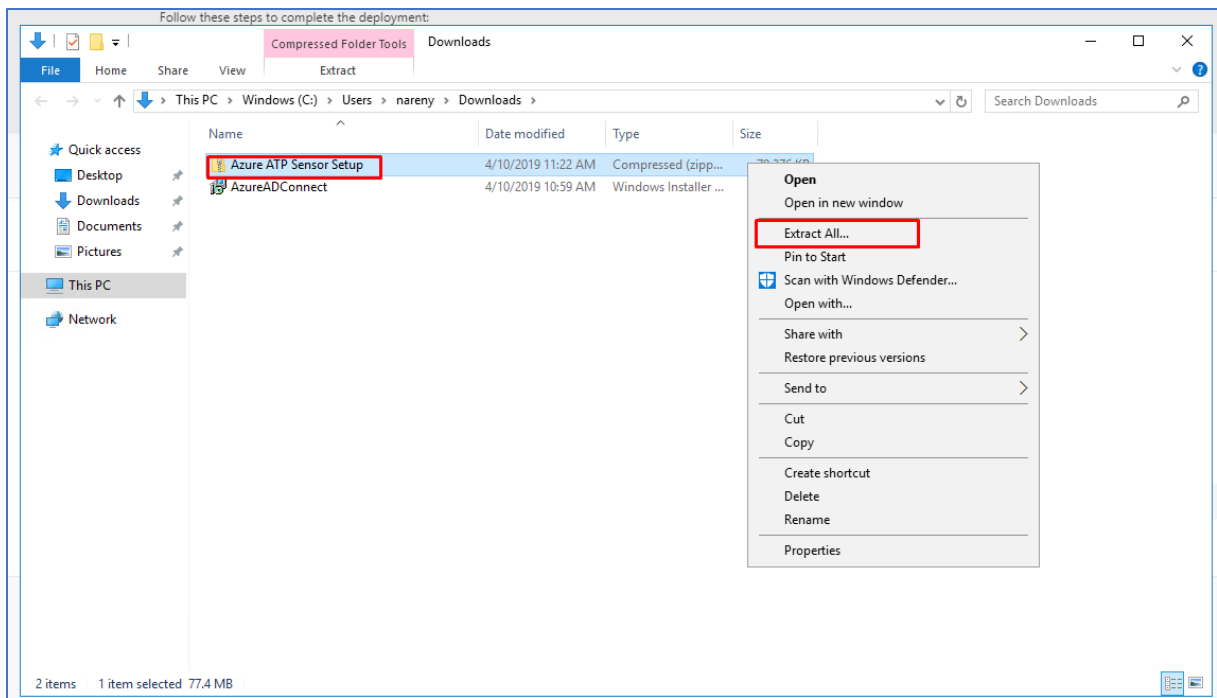 Follow these steps to complete the deployment:
Compressed Folder Tools Downloads
File Home Share View Extract
This PC > Windows (C:) > Users > nareny > Downloads >
Search Downloads
Name Date modified Type Size
Quick access
Azure ATP Sensor Setup 4/10/2019 11:22 AM Compressed (zipp...
Desktop
AzureADConnect 4/10/2019 10:59 AM Windows Installer ...
Downloads
Documents
Pictures
This PC
Network
Open
Open in new window
Extract All...
Pin to Start
Scan with Windows Defender...
Open with...
Share with
Restore previous versions
Send to
Cut
Copy
Create shortcut
Delete
Rename
Properties
2 items 1 item selected 77.4 MB